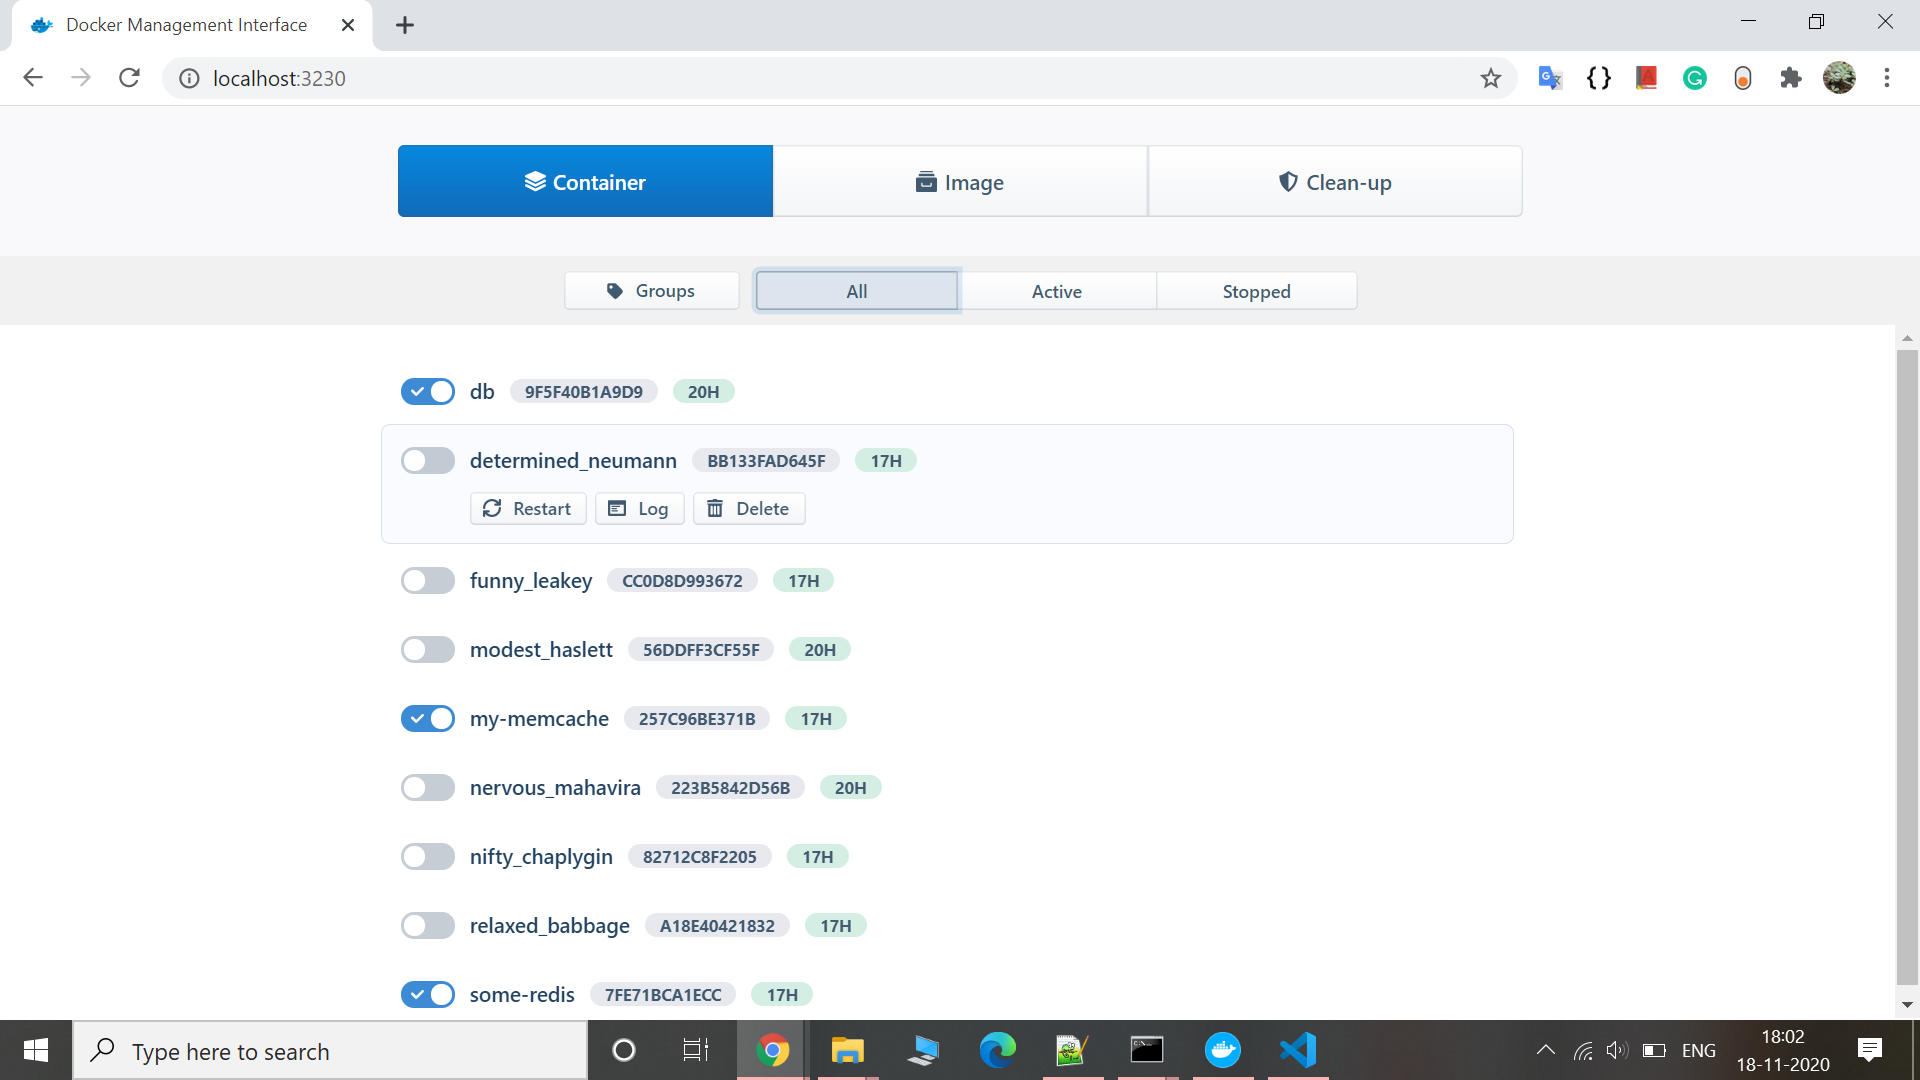 Docker Management Interface
localhost:3230
Container Image Clean-up
Groups All Active Stopped
db 9F5F40B1A9D9 20H
determined_neumann BB133FAD645F 17H
Restart Log Delete
funny_leakey CC0D8D993672 17H
modest_haslett 56DDFF3CF55F 20H
my-memcache 257C96BE371B 17H
nervous_mahavira 223B5842D56B 20H
nifty_chaplygin 82712C8F2205 17H
relaxed_babbage A18E40421832 17H
some-redis 7FE71BCA1ECC 17H
Type here to search
ENG
18:02
18-11-2020